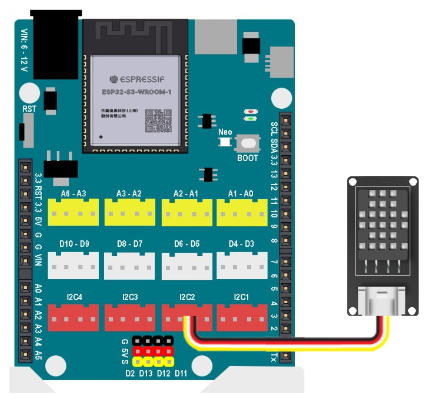 VIN: 6 - 12 V
ESPRESSIF
ESP32-S3-WROOM-1
RST
Neo
BOOT
SCL SDA 3.3 13 12 11 10 9 8 7 6 5 4 3 2 Tx
3.3 RST 3.3 5V G G VIN A0 A1 A2 A3 A4 A5
A6 - A3 A3 - A2 A2 - A1 A1 - A0
D10 - D9 D8 - D7 D6 - D5 D4 - D3
I2C4 I2C3 I2C2 I2C1
G 5V S
D2 D13 D12 D11